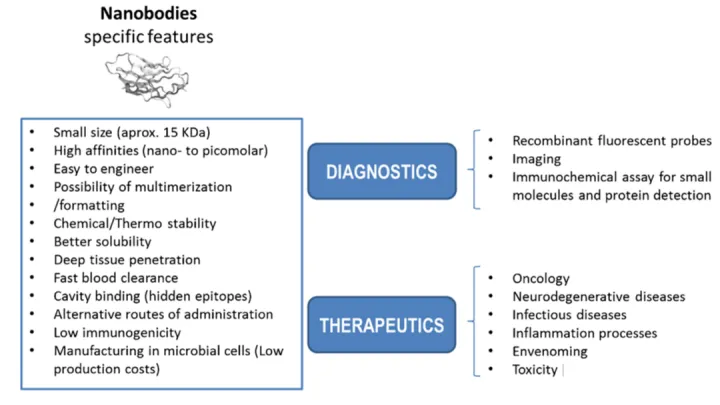 Nanobodies
specific features
• Small size (aprox. 15 KDa)
• High affinities (nano- to picomolar)
• Easy to engineer
• Possibility of multimerization
• /formatting
• Chemical/Thermo stability
• Better solubility
• Deep tissue penetration
• Fast blood clearance
• Cavity binding (hidden epitopes)
• Alternative routes of administration
• Low immunogenicity
• Manufacturing in microbial cells (Low
production costs)
DIAGNOSTICS
• Recombinant fluorescent probes
• Imaging
• Immunochemical assay for small
molecules and protein detection
THERAPEUTICS
• Oncology
• Neurodegenerative diseases
• Infectious diseases
• Inflammation processes
• Envenoming
• Toxicity